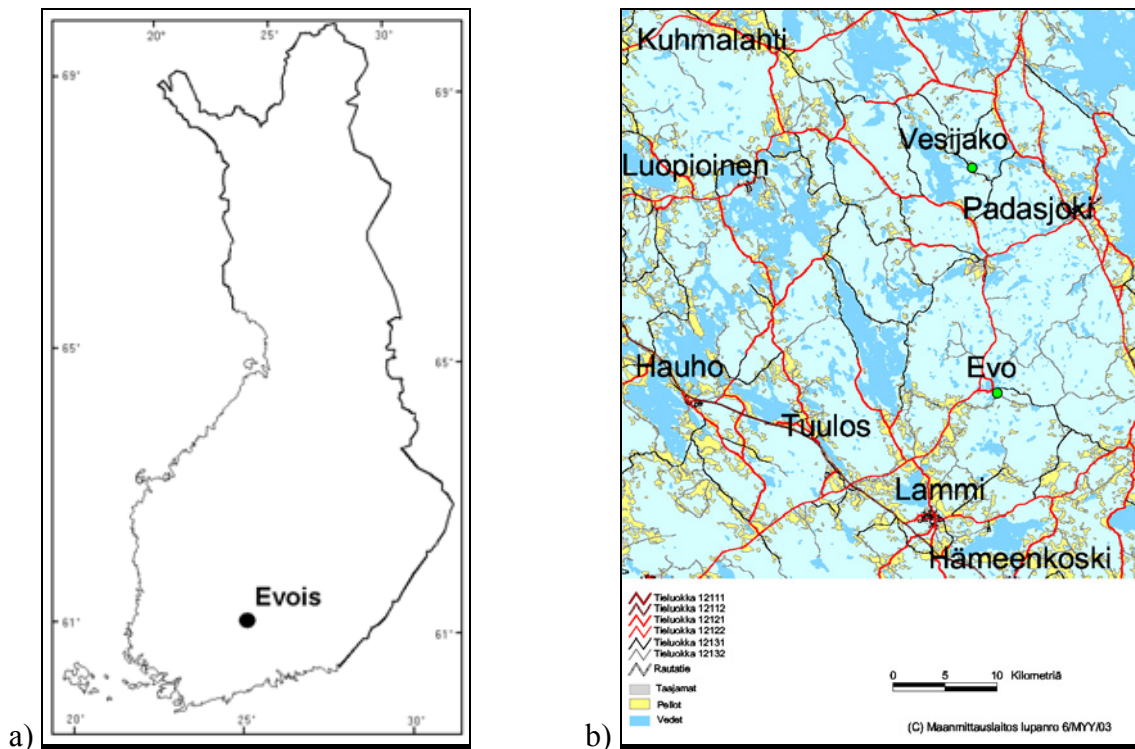 20° 25° 30°
69° 69°
65° 65°
Evois
61° 61°
20° 25° 30°
a)
Kuhmalahti
Vesijako
Luopioinen
Padasjoki
Hauho
Evo
Tuulos
Lammi
Hämeenkoski
Tieluokka 12111
Tieluokka 12112
Tieluokka 12121
Tieluokka 12122
Tieluokka 12131
Tieluokka 12132
Rautatie
Taajamat
Pellot
Vedet
0 5 10 Kilometriä
(C) Maanmittauslaitos lupanro 6/MYY/03
b)